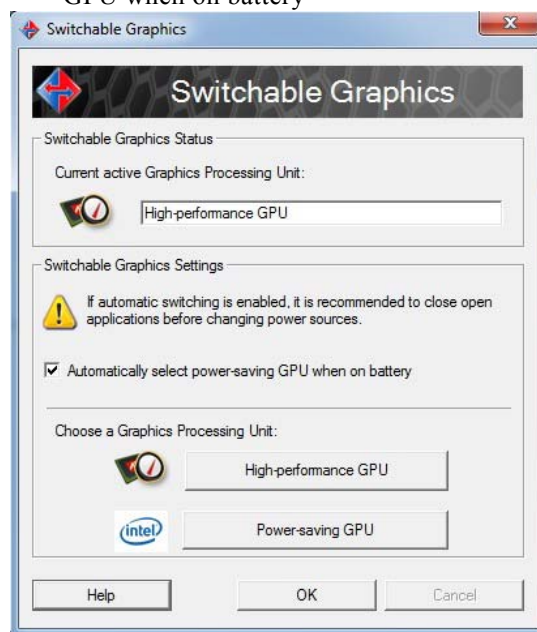 GPU when on battery
Switchable Graphics
Switchable Graphics
Switchable Graphics Status
Current active Graphics Processing Unit:
High-performance GPU
Switchable Graphics Settings
If automatic switching is enabled, it is recommended to close open
applications before changing power sources.
Automatically select power-saving GPU when on battery
Choose a Graphics Processing Unit:
High-performance GPU
intel
Power-saving GPU
Help
OK
Cancel